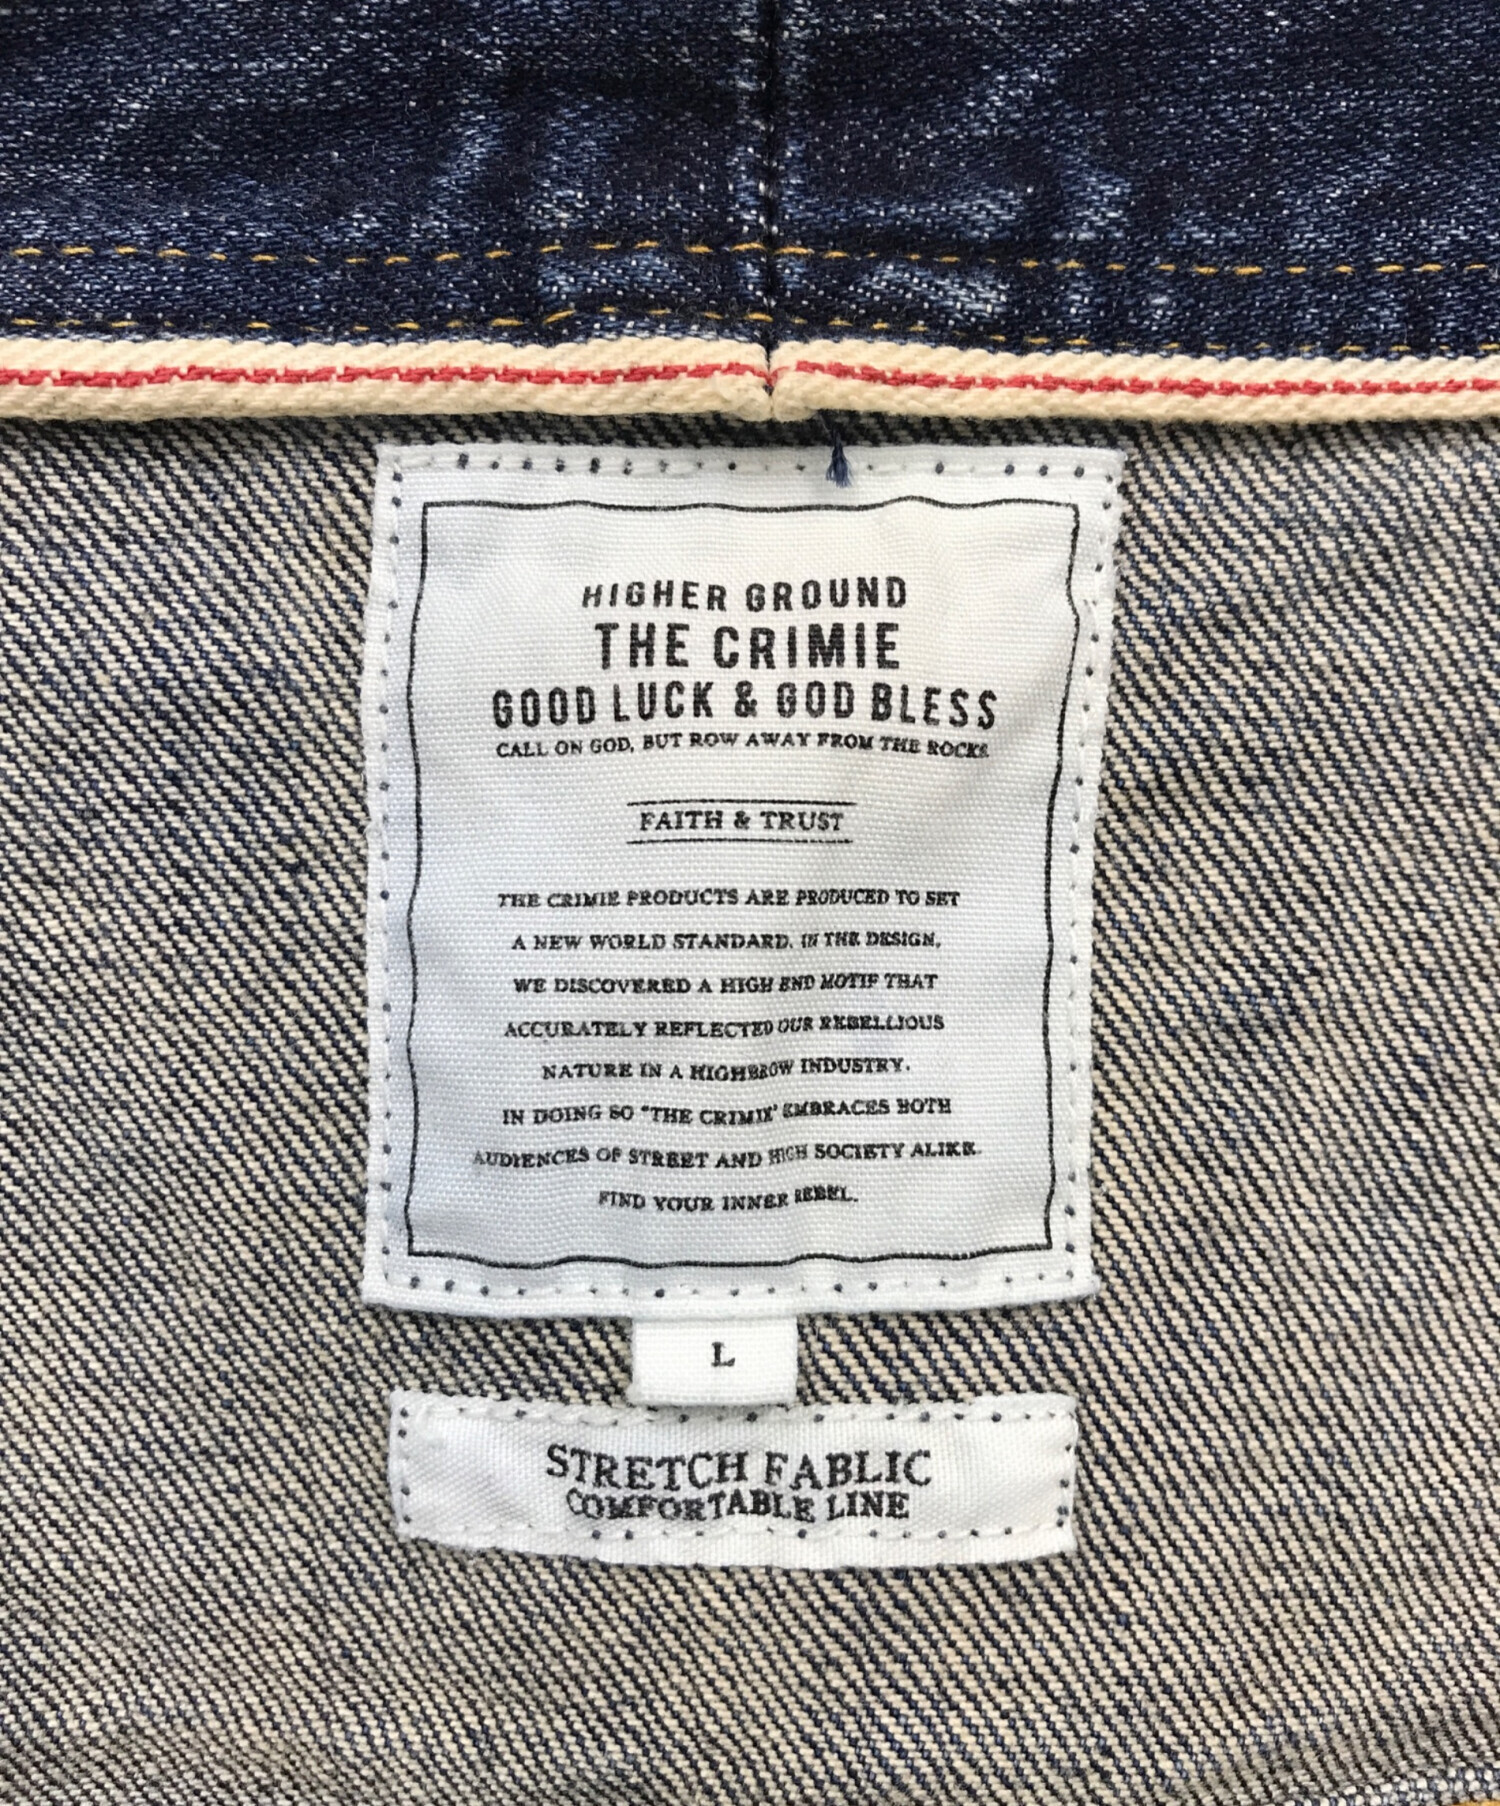 HIGHER GROUND
THE CRIMIE
GOOD LUCK & GOD BLESS
CALL ON GOD, BUT ROW AWAY FROM THE ROCKS
FAITH & TRUST
THE CRIMIE PRODUCTS ARE PRODUCED TO SET
A NEW WORLD STANDARD. IN THE DESIGN,
WE DISCOVERED A HIGH END MOTIF THAT
ACCURATELY REFLECTED OUR REBELLIOUS
NATURE IN A HIGHBROW INDUSTRY.
IN DOING SO "THE CRIMIE" EMBRACES BOTH
AUDIENCES OF STREET AND HIGH SOCIETY ALIKE.
FIND YOUR INNER REBEL.
L
STRETCH FABLIC
COMFORTABLE LINE